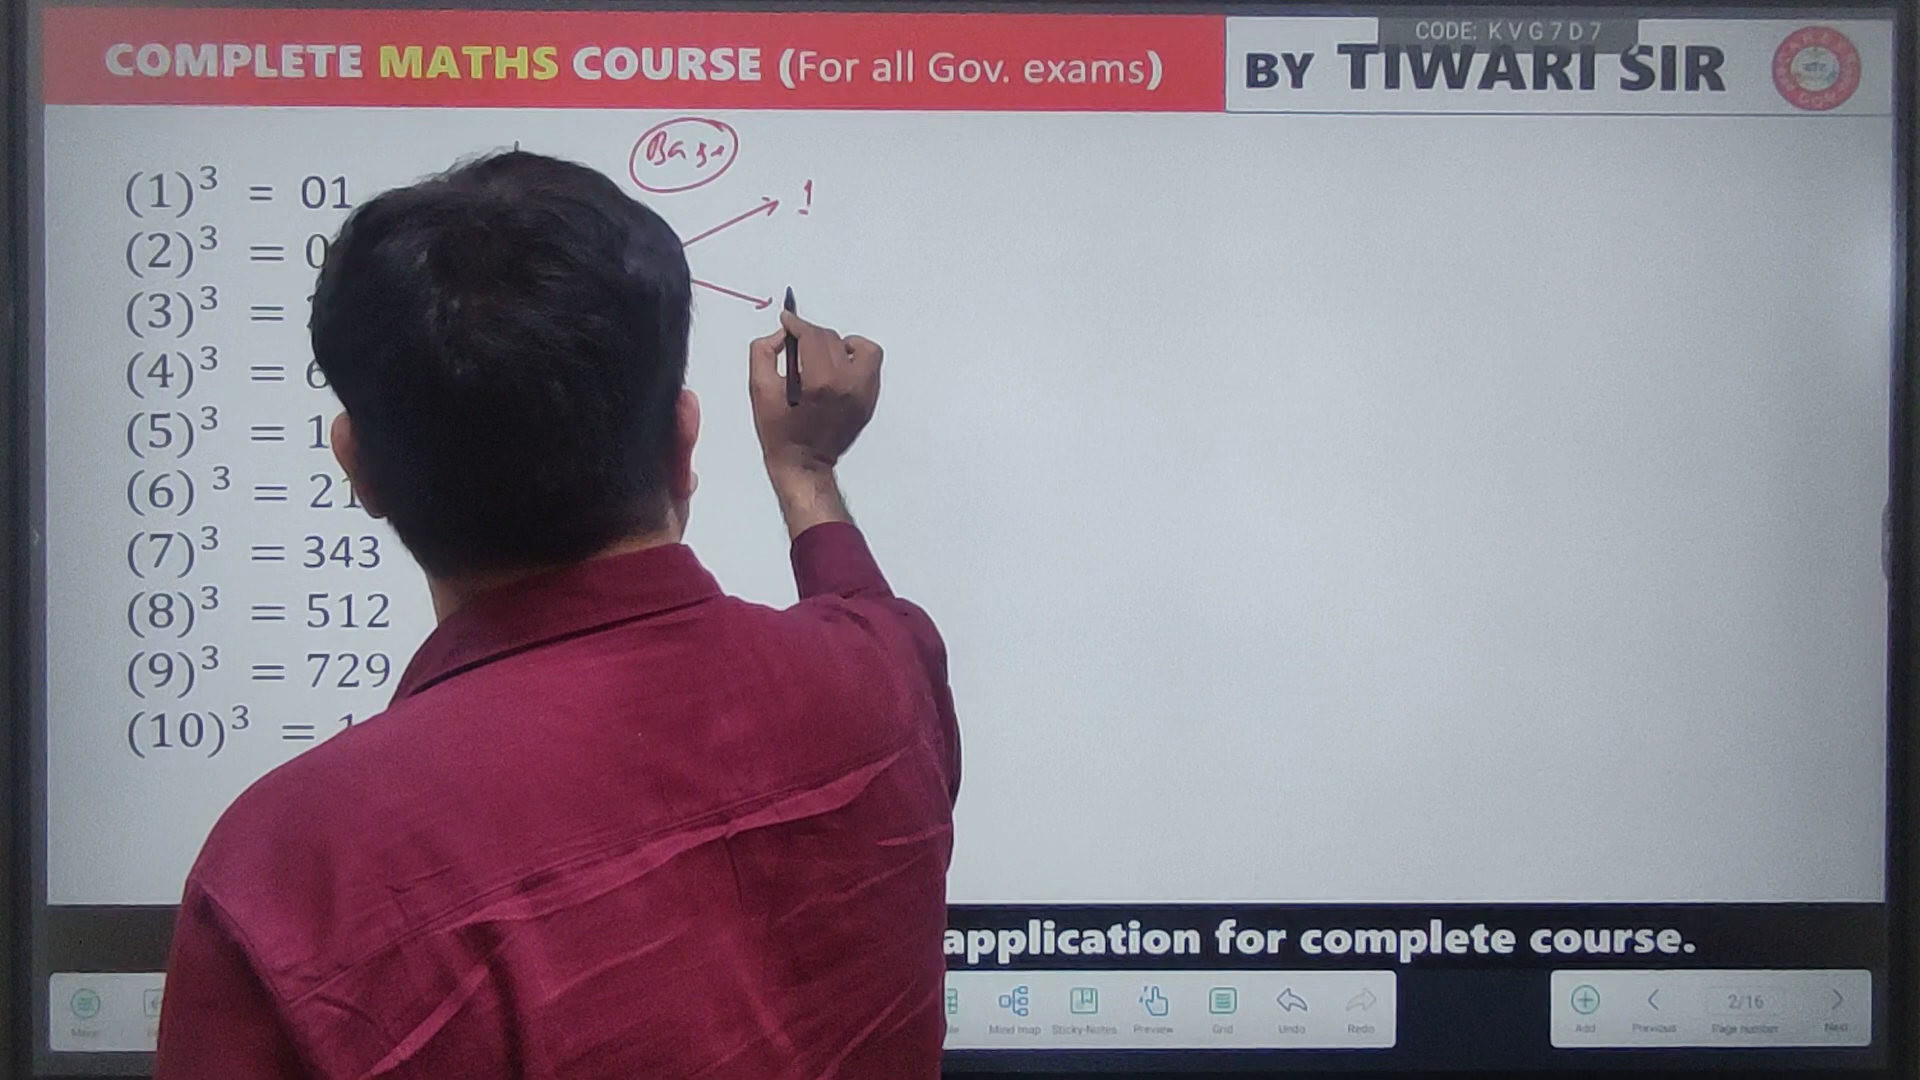 COMPLETE MATHS COURSE (For all Gov. exams)
CODE: KVG7D7
BY TIWARI SIR
Base
1
(1)³ = 01
(2)³ = 0
(3)³ =
(4)³ = 6
(5)³ = 1
(6)³ = 21
(7)³ = 343
(8)³ = 512
(9)³ = 729
(10)³ = 1
application for complete course.
Mind map Sticky-Notes Preview Grid Undo Redo
Add Previous 2/16 Page number Next